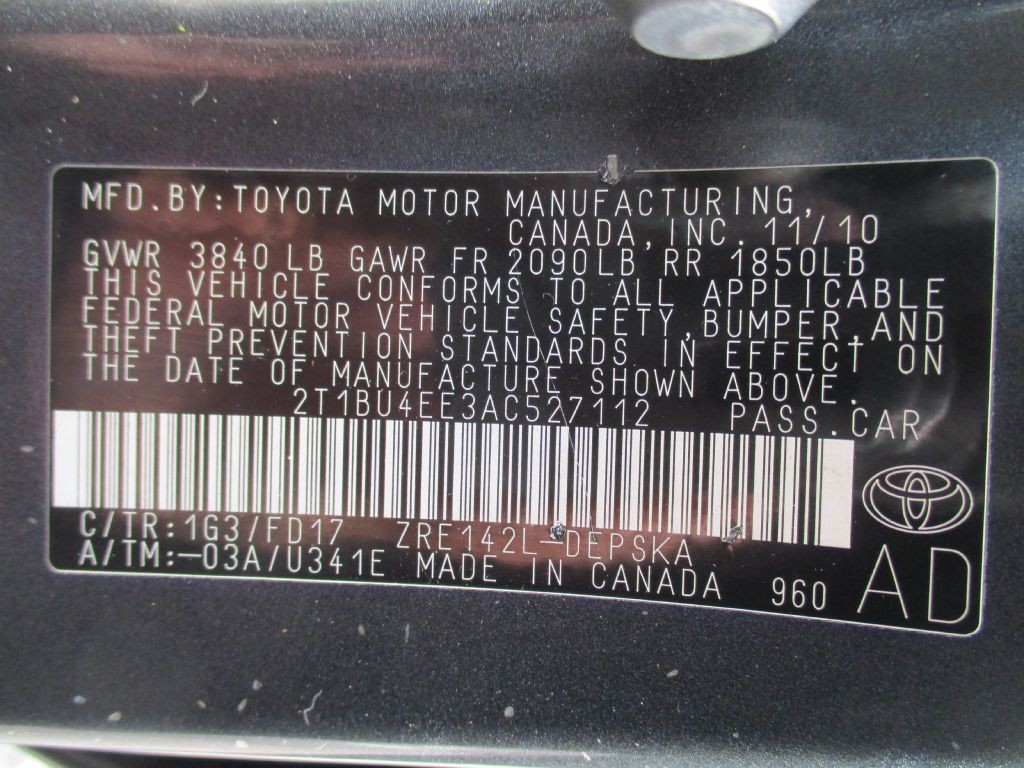 MFD.BY:TOYOTA MOTOR MANUFACTURING,
CANADA,INC. 11/10
GVWR 3840 LB GAWR FR 2090LB RR 1850LB
THIS VEHICLE CONFORMS TO ALL APPLICABLE
FEDERAL MOTOR VEHICLE SAFETY,BUMPER,AND
THEFT PREVENTION STANDARDS IN EFFECT ON
THE DATE OF MANUFACTURE SHOWN ABOVE.
2T1BU4EE3AC527112 PASS.CAR
C/TR:1G3/FD17 ZRE142L-DEPSKA
A/TM:-03A/U341E MADE IN CANADA 960
AD